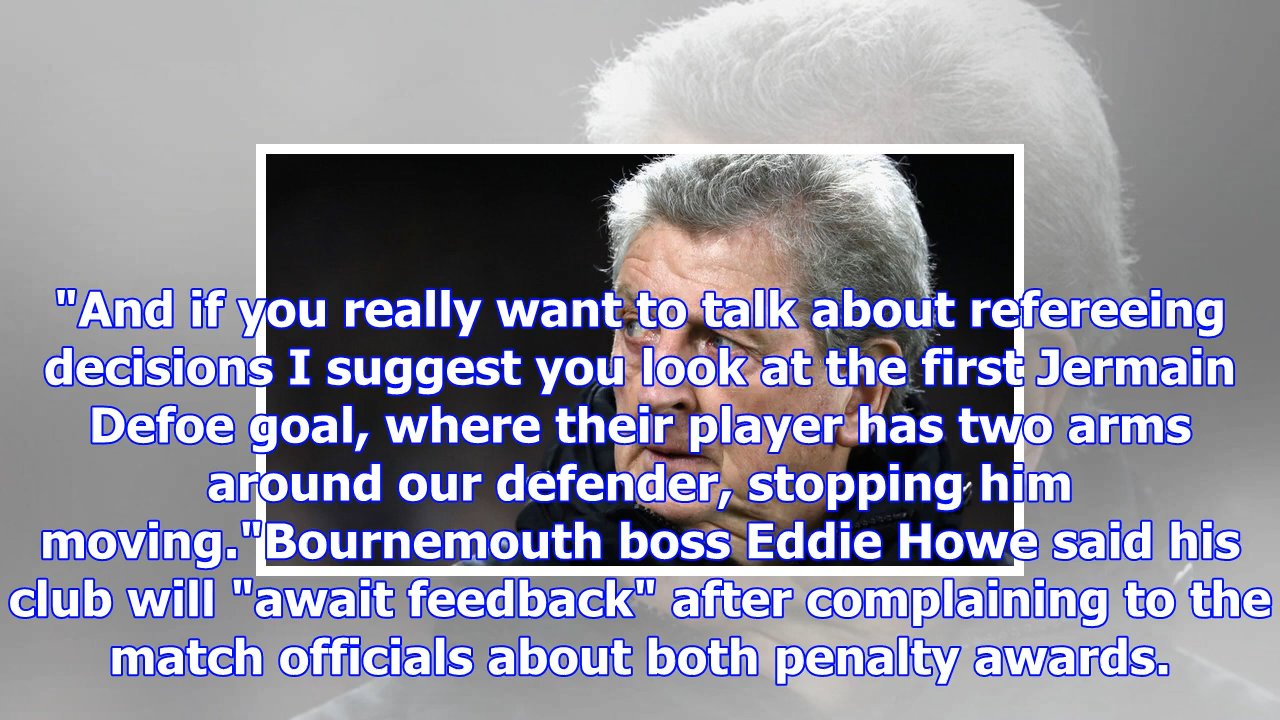 "And if you really want to talk about refereeing
decisions I suggest you look at the first Jermain
Defoe goal, where their player has two arms
around our defender, stopping him
moving."Bournemouth boss Eddie Howe said his
club will "await feedback" after complaining to the
match officials about both penalty awards.